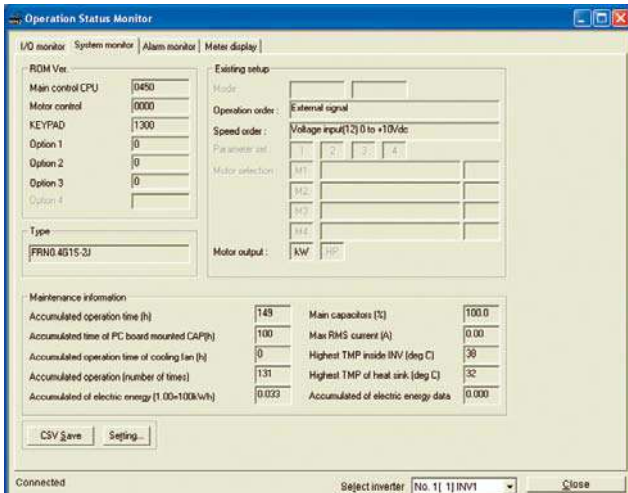 Operation Status Monitor
I/O monitor System monitor Alarm monitor Meter display
ROM Ver.
Main control CPU 0450
Motor control 0000
KEYPAD 1300
Option 1 0
Option 2 0
Option 3 0
Option 4
Type
FRN0.4G1S-2J
Existing setup
Mode
Operation order : External signal
Speed order : Voltage input(12) 0 to +10Vdc
Parameter set 1 2 3 4
Motor selection M1
M2
M3
M4
Motor output : kW HP
Maintenance information
Accumulated operation time (h) 149
Accumulated time of PC board mounted CAP(h) 100
Accumulated operation time of cooling fan (h) 0
Accumulated operation (number of times) 131
Accumulated of electric energy (1.00=100kWh) 0.033
Main capacitors (%) 100.0
Max RMS current (A) 0.00
Highest TMP inside INV (deg C) 38
Highest TMP of heat sink (deg C) 32
Accumulated of electric energy data 0.000
CSV Save Setting...
Connected Select inverter No. 1[ 1] INV1 Close